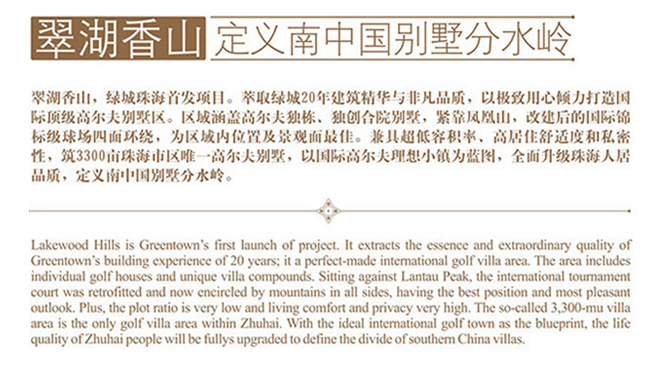 翠湖香山 定义南中国别墅分水岭
翠湖香山，绿城珠海首发项目。萃取绿城20年建筑精华与非凡品质，以极致用心倾力打造国
际顶级高尔夫别墅区。区域涵盖高尔夫独栋、独创合院别墅，紧靠凤凰山，改建后的国际锦
标级球场四面环绕，为区域内位置及景观面最佳。兼具超低容积率、高居住舒适度和私密
性，筑3300亩珠海市区唯一高尔夫别墅，以国际高尔夫理想小镇为蓝图，全面升级珠海人居
品质，定义南中国别墅分水岭。
Lakewood Hills is Greentown's first launch of project. It extracts the essence and extraordinary quality of
Greentown's building experience of 20 years; it a perfect-made international golf villa area. The area includes
individual golf houses and unique villa compounds. Sitting against Lantau Peak, the international tournament
court was retrofitted and now encircled by mountains in all sides, having the best position and most pleasant
outlook. Plus, the plot ratio is very low and living comfort and privacy very high. The so-called 3,300-mu villa
area is the only golf villa area within Zhuhai. With the ideal international golf town as the blueprint, the life
quality of Zhuhai people will be fullys upgraded to define the divide of southern China villas.